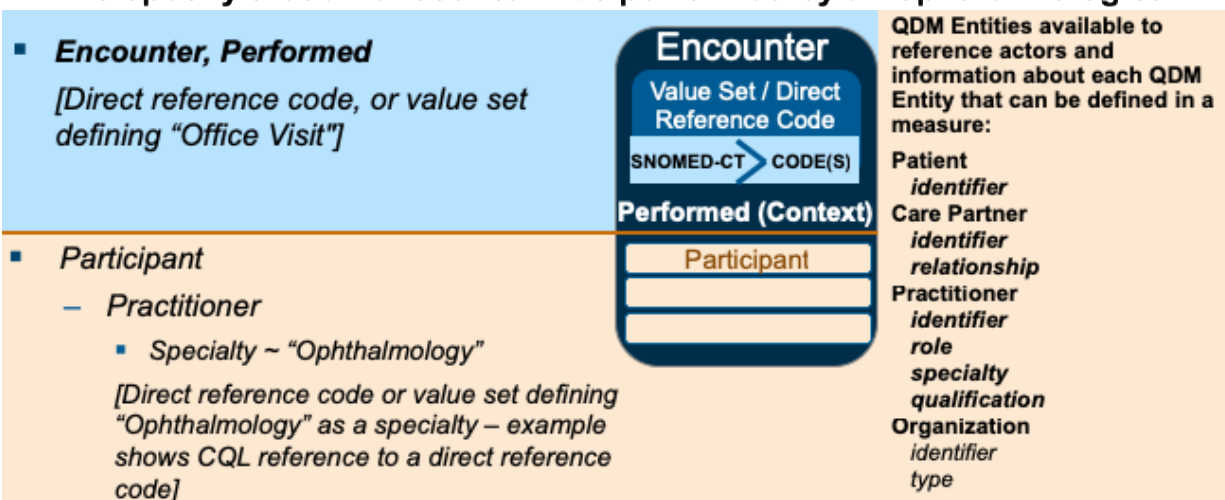 ▪ Encounter, Performed
[Direct reference code, or value set
defining “Office Visit"]
▪ Participant
– Practitioner
▪ Specialty ~ “Ophthalmology”
[Direct reference code or value set defining
“Ophthalmology” as a specialty – example
shows CQL reference to a direct reference
code]
Encounter
Value Set / Direct
Reference Code
SNOMED-CT CODE(S)
Performed (Context)
Participant
QDM Entities available to
reference actors and
information about each QDM
Entity that can be defined in a
measure:
Patient
identifier
Care Partner
identifier
relationship
Practitioner
identifier
role
specialty
qualification
Organization
identifier
type